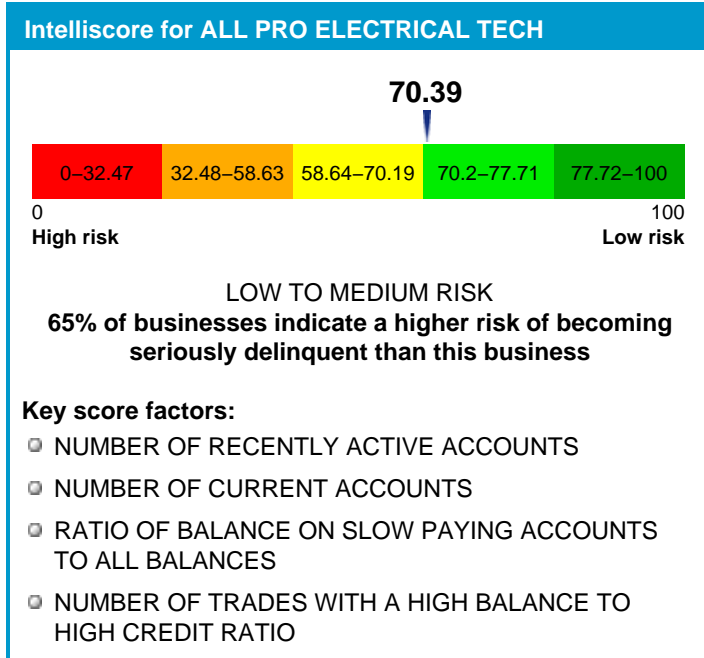 Intelliscore for ALL PRO ELECTRICAL TECH
70.39
0–32.47 32.48–58.63 58.64–70.19 70.2–77.71 77.72–100
0 100
High risk Low risk
LOW TO MEDIUM RISK
65% of businesses indicate a higher risk of becoming
seriously delinquent than this business
Key score factors:
NUMBER OF RECENTLY ACTIVE ACCOUNTS
NUMBER OF CURRENT ACCOUNTS
RATIO OF BALANCE ON SLOW PAYING ACCOUNTS
TO ALL BALANCES
NUMBER OF TRADES WITH A HIGH BALANCE TO
HIGH CREDIT RATIO